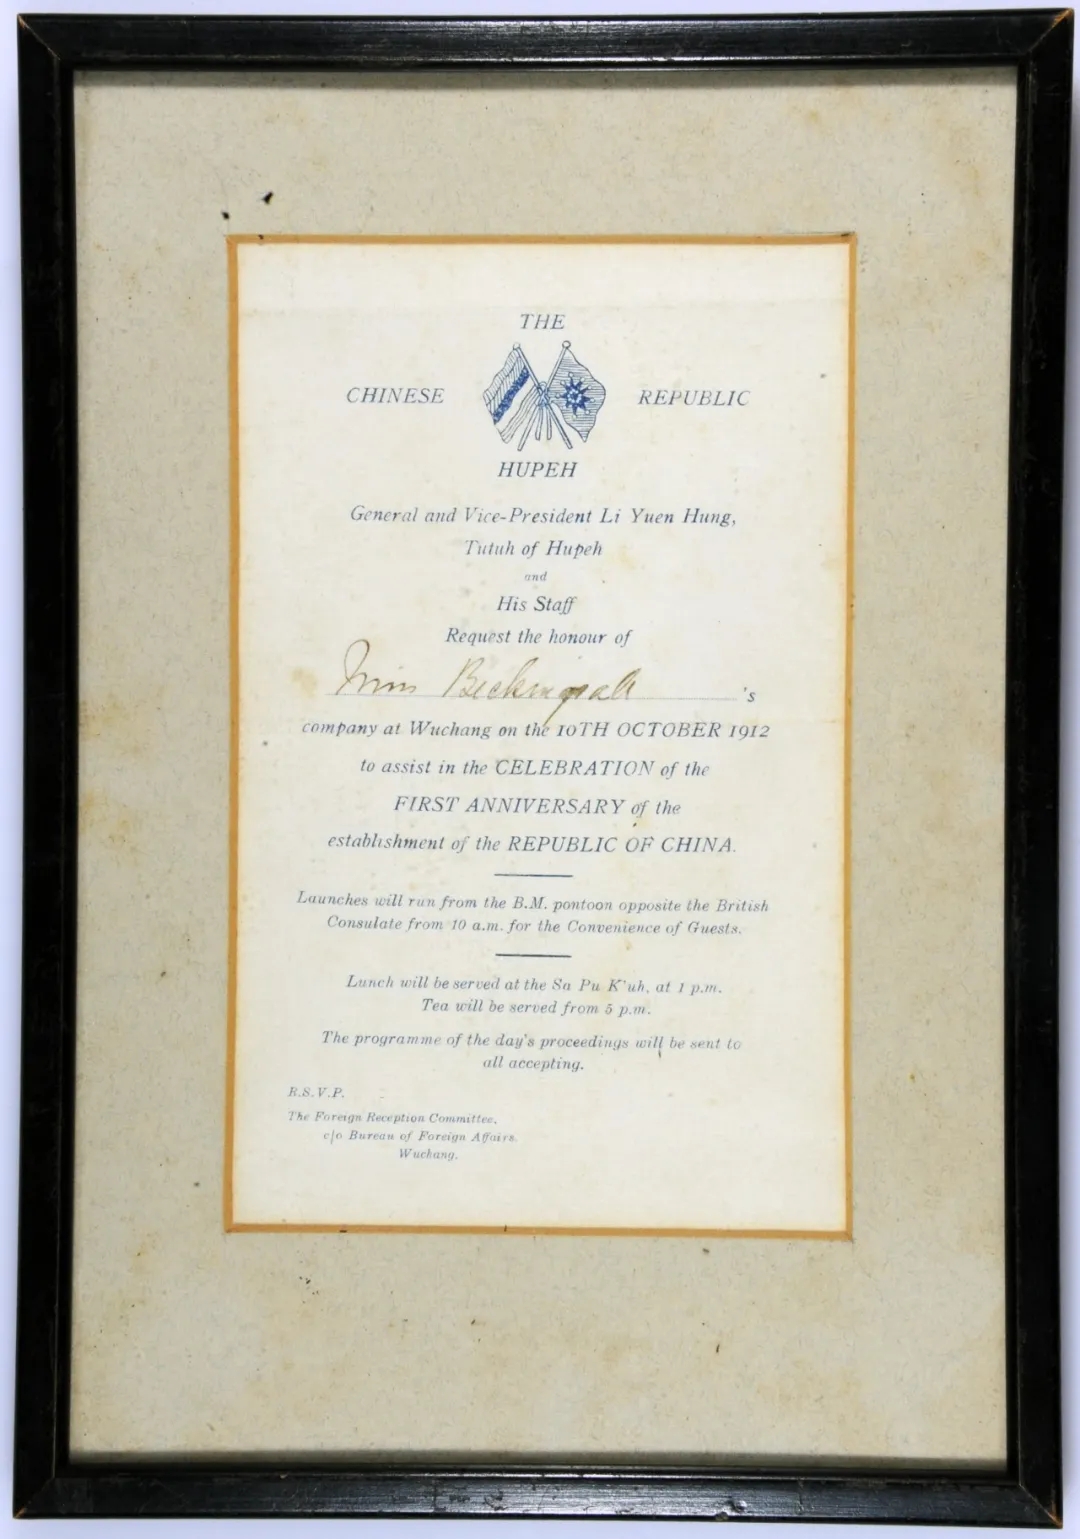 THE
CHINESE REPUBLIC
HUPEH
General and Vice-President Li Yuen Hung,
Tutuh of Hupeh
and
His Staff
Request the honour of
Miss 's
company at Wuchang on the 10TH OCTOBER 1912
to assist in the CELEBRATION of the
FIRST ANNIVERSARY of the
establishment of the REPUBLIC OF CHINA.
Launches will run from the B.M. pontoon opposite the British
Consulate from 10 a.m. for the Convenience of Guests.
Lunch will be served at the Sa Pu K'uh, at 1 p.m.
Tea will be served from 5 p.m.
The programme of the day's proceedings will be sent to
all accepting.
R.S.V.P.
The Foreign Reception Committee,
c/o Bureau of Foreign Affairs.
Wuchang.